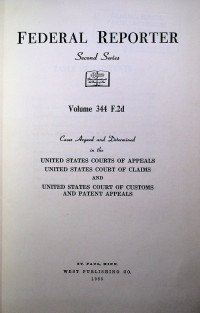 FEDERAL REPORTER
Second Series
Volume 344 F.2d
Cases Argued and Determined
in the
UNITED STATES COURTS OF APPEALS
UNITED STATES COURT OF CLAIMS
AND
UNITED STATES COURT OF CUSTOMS
AND PATENT APPEALS
ST. PAUL, MINN.
WEST PUBLISHING CO.
1965